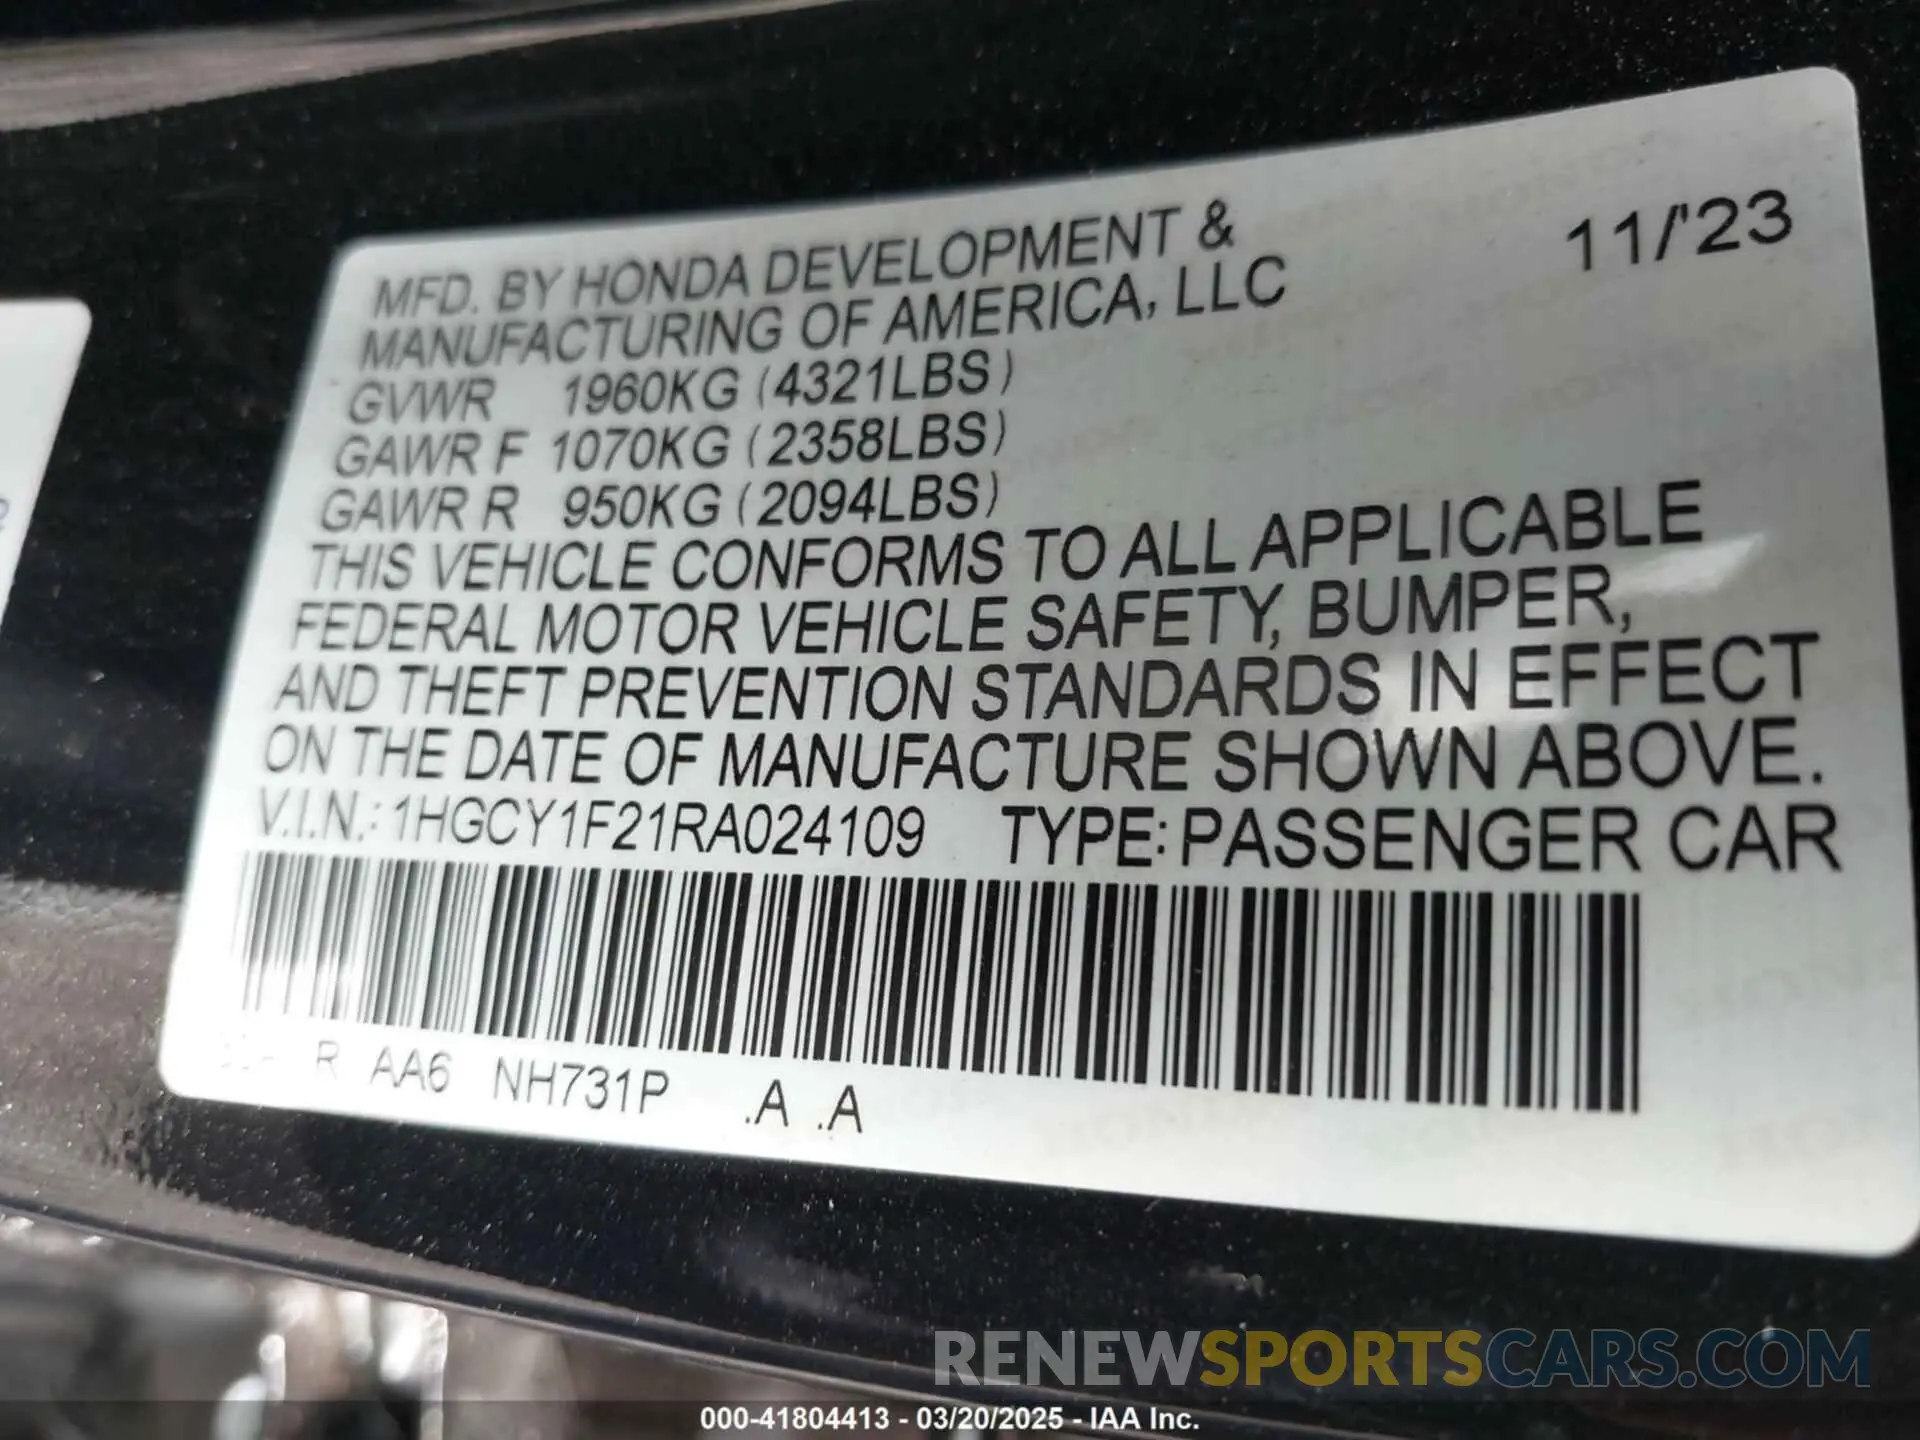 MFD. BY HONDA DEVELOPMENT & 11/'23
MANUFACTURING OF AMERICA, LLC
GVWR 1960KG (4321LBS)
GAWR F 1070KG (2358LBS)
GAWR R 950KG (2094LBS)
THIS VEHICLE CONFORMS TO ALL APPLICABLE
FEDERAL MOTOR VEHICLE SAFETY, BUMPER,
AND THEFT PREVENTION STANDARDS IN EFFECT
ON THE DATE OF MANUFACTURE SHOWN ABOVE.
V.I.N.: 1HGCY1F21RA024109 TYPE: PASSENGER CAR
R AA6 NH731P .A .A
RENEWSPORTSCARS.COM
000-41804413 - 03/20/2025 - IAA Inc.